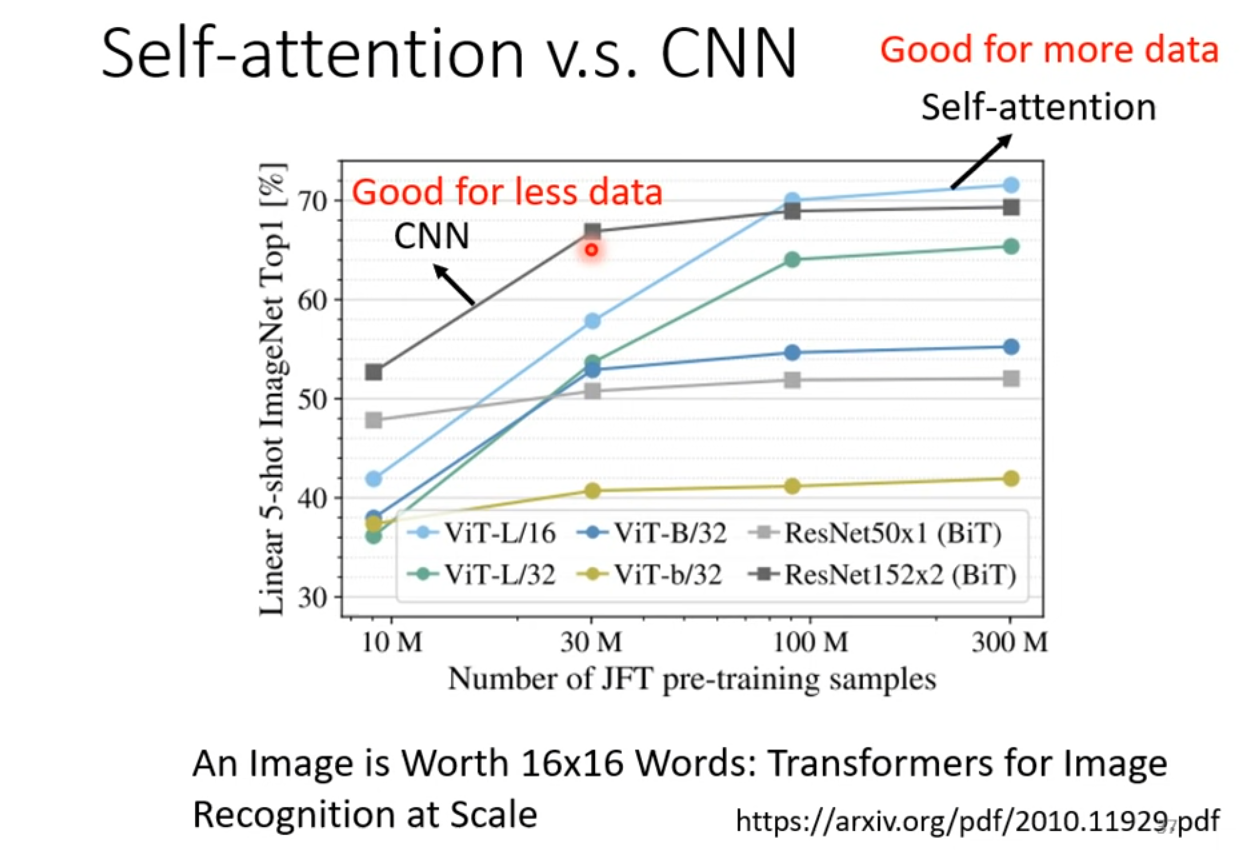 Self-attention v.s. CNN
Good for more data
Self-attention
Good for less data
CNN
Linear 5-shot ImageNet Top1 [%]
70
60
50
40
30
ViT-L/16 ViT-B/32 ResNet50x1 (BiT)
ViT-L/32 ViT-b/32 ResNet152x2 (BiT)
10 M 30 M 100 M 300 M
Number of JFT pre-training samples
An Image is Worth 16x16 Words: Transformers for Image
Recognition at Scale
https://arxiv.org/pdf/2010.11929.pdf
37